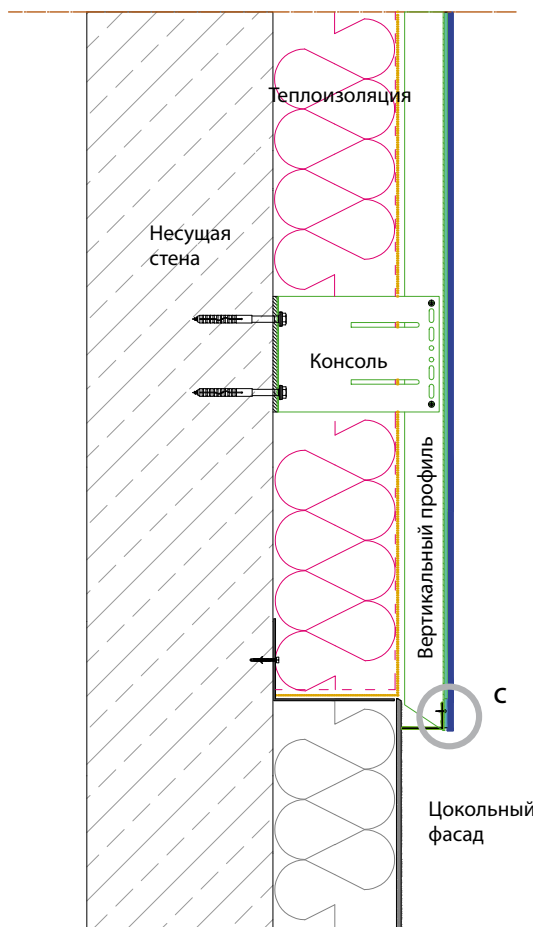 Теплоизоляция
Несущая
стена
Консоль
Вертикальный профиль
C
Цокольный
фасад